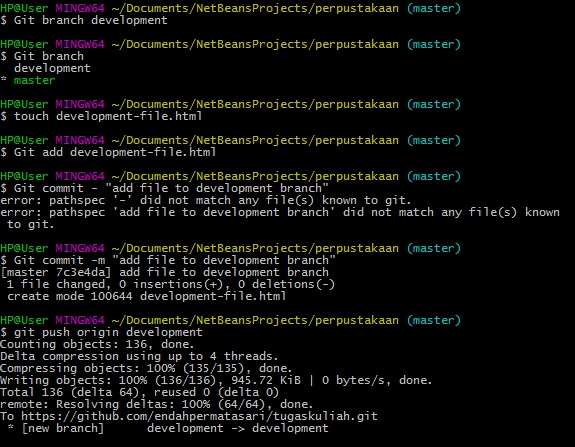 HP@User MINGW64 ~/Documents/NetBeansProjects/perpustakaan (master)
$ Git branch development
HP@User MINGW64 ~/Documents/NetBeansProjects/perpustakaan (master)
$ Git branch
  development
* master
HP@User MINGW64 ~/Documents/NetBeansProjects/perpustakaan (master)
$ touch development-file.html
HP@User MINGW64 ~/Documents/NetBeansProjects/perpustakaan (master)
$ Git add development-file.html
HP@User MINGW64 ~/Documents/NetBeansProjects/perpustakaan (master)
$ Git commit - "add file to development branch"
error: pathspec '-' did not match any file(s) known to git.
error: pathspec 'add file to development branch' did not match any file(s) known
 to git.
HP@User MINGW64 ~/Documents/NetBeansProjects/perpustakaan (master)
$ Git commit -m "add file to development branch"
[master 7c3e4da] add file to development branch
 1 file changed, 0 insertions(+), 0 deletions(-)
 create mode 100644 development-file.html
HP@User MINGW64 ~/Documents/NetBeansProjects/perpustakaan (master)
$ git push origin development
Counting objects: 136, done.
Delta compression using up to 4 threads.
Compressing objects: 100% (135/135), done.
Writing objects: 100% (136/136), 945.72 KiB | 0 bytes/s, done.
Total 136 (delta 64), reused 0 (delta 0)
remote: Resolving deltas: 100% (64/64), done.
To https://github.com/endahpermatasari/tugaskuliah.git
 * [new branch]      development -> development